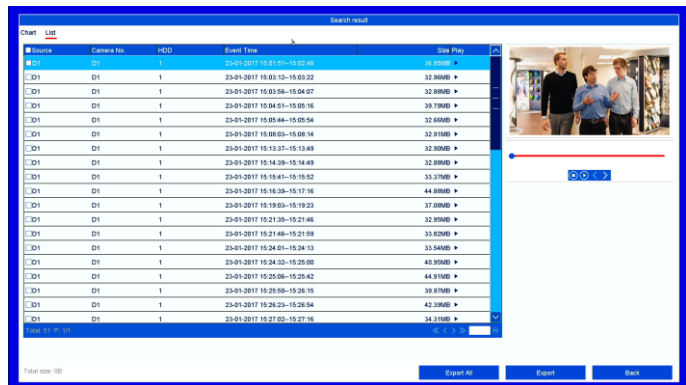 Search result
Chart List
Source Camera No. HDD Event Time Size Play
D1 D1 1 23-01-2017 15:01:51--15:02:46 36.85MB
D1 D1 1 23-01-2017 15:03:12--15:03:22 32.96MB
D1 D1 1 23-01-2017 15:03:56--15:04:07 32.88MB
D1 D1 1 23-01-2017 15:04:51--15:05:16 39.79MB
D1 D1 1 23-01-2017 15:05:44--15:05:54 32.66MB
D1 D1 1 23-01-2017 15:08:03--15:08:14 32.91MB
D1 D1 1 23-01-2017 15:13:37--15:13:49 32.90MB
D1 D1 1 23-01-2017 15:14:39--15:14:49 32.89MB
D1 D1 1 23-01-2017 15:15:41--15:15:52 33.37MB
D1 D1 1 23-01-2017 15:16:39--15:17:16 44.88MB
D1 D1 1 23-01-2017 15:19:03--15:19:23 37.08MB
D1 D1 1 23-01-2017 15:21:35--15:21:46 32.95MB
D1 D1 1 23-01-2017 15:21:46--15:21:59 33.82MB
D1 D1 1 23-01-2017 15:24:01--15:24:13 33.54MB
D1 D1 1 23-01-2017 15:24:32--15:25:00 40.95MB
D1 D1 1 23-01-2017 15:25:06--15:25:42 44.91MB
D1 D1 1 23-01-2017 15:25:50--15:26:15 39.97MB
D1 D1 1 23-01-2017 15:26:23--15:26:54 42.39MB
D1 D1 1 23-01-2017 15:27:02--15:27:16 34.31MB
Total: 51 P: 1/1
Total size: 0B
Export All Export Back